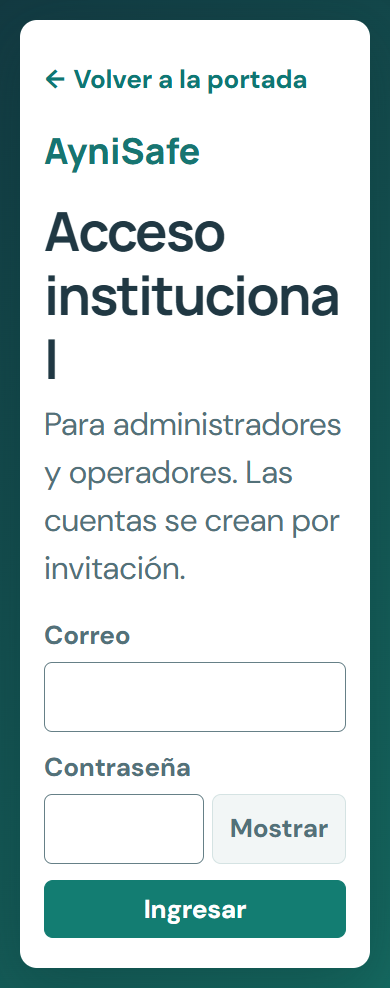 ← Volver a la portada
AyniSafe
Acceso
instituciona
l
Para administradores
y operadores. Las
cuentas se crean por
invitación.
Correo
Contraseña
Mostrar
Ingresar